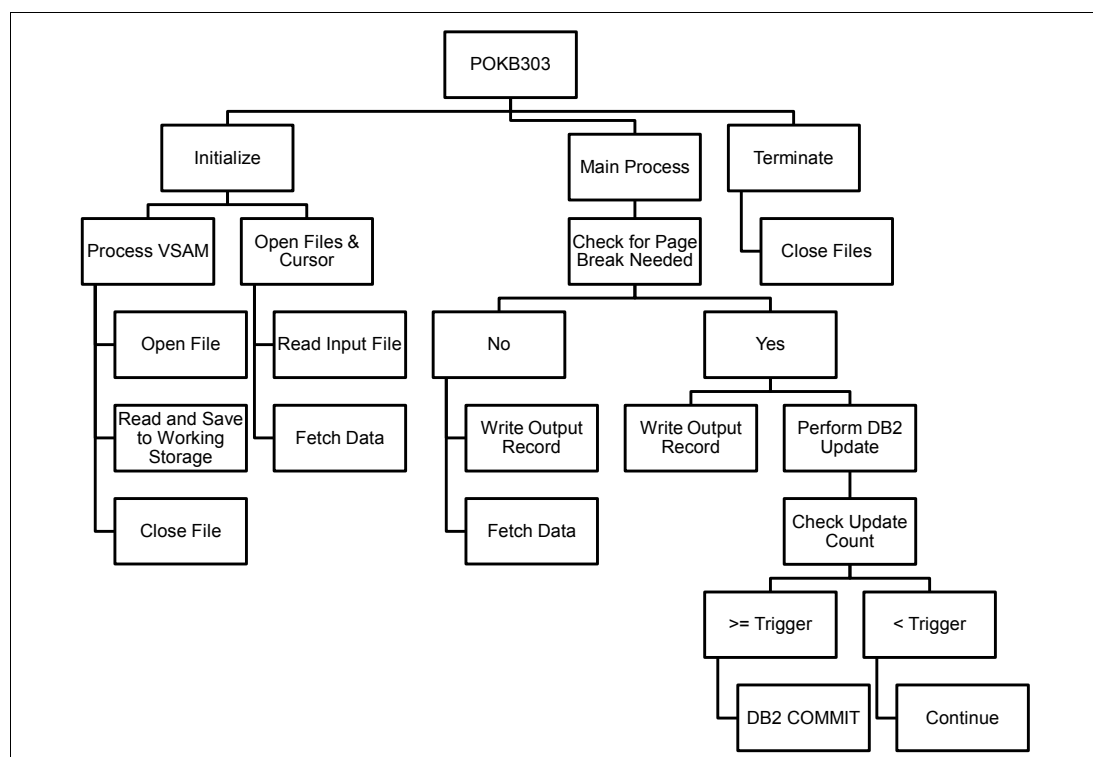 POKB303
Initialize
Main Process
Terminate
Process VSAM
Open Files &
Cursor
Check for Page
Break Needed
Close Files
Open File
Read Input File
No
Yes
Read and Save
to Working
Storage
Fetch Data
Write Output
Record
Write Output
Record
Perform DB2
Update
Close File
Fetch Data
Check Update
Count
>= Trigger
< Trigger
DB2 COMMIT
Continue